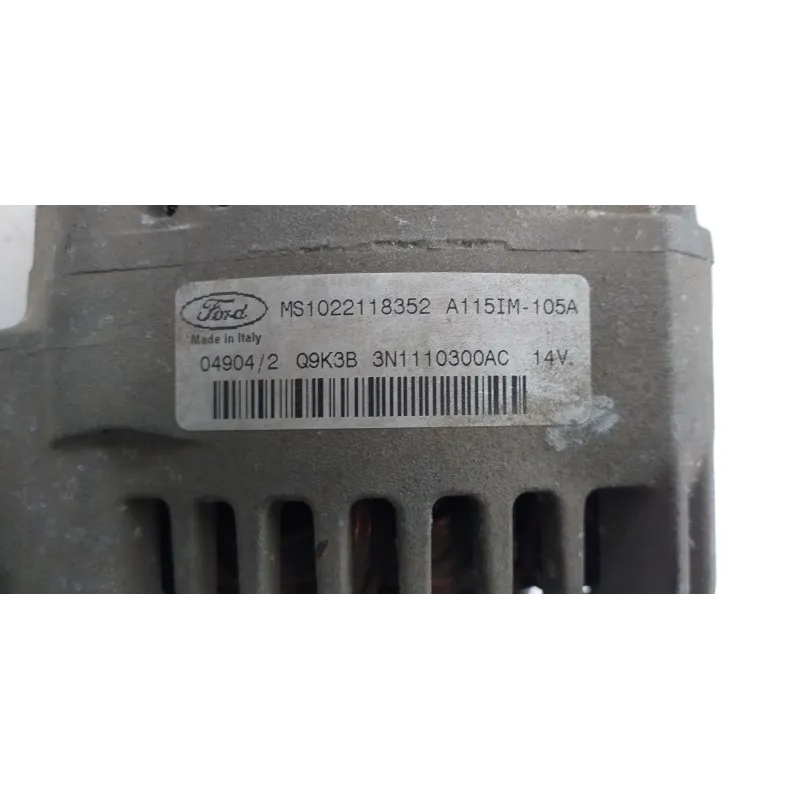 Ford MS1022118352 A115IM-105A
Made in Italy
04904/2 Q9K3B 3N1110300AC 14V.